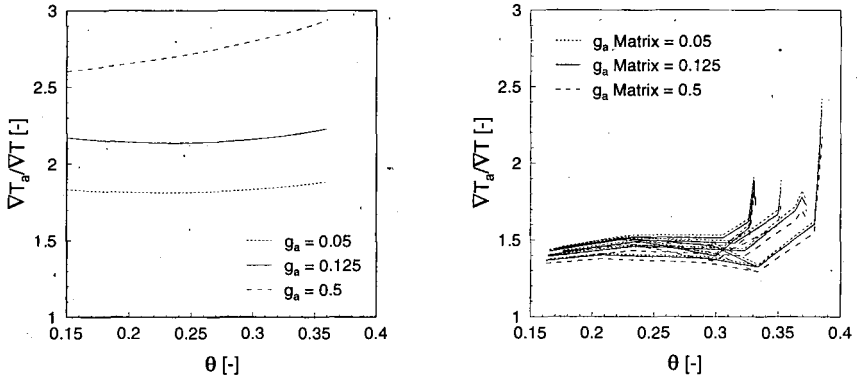 3
2.5
2
1.5
1
∇Tₐ/∇T [-]
gₐ = 0.05
gₐ = 0.125
gₐ = 0.5
0.15 0.2 0.25 0.3 0.35 0.4
θ [-]
3
2.5
2
1.5
1
∇Tₐ/∇T [-]
gₐ Matrix = 0.05
gₐ Matrix = 0.125
gₐ Matrix = 0.5
0.15 0.2 0.25 0.3 0.35 0.4
θ [-]